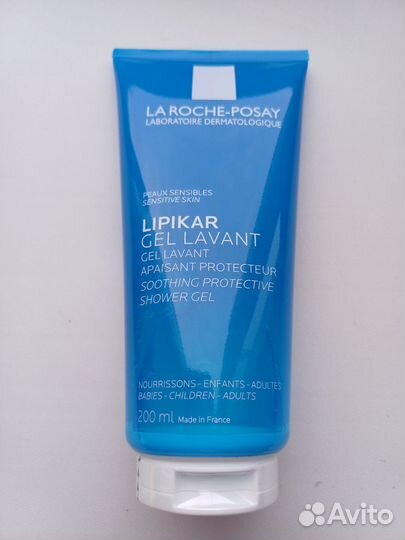 LA ROCHE-POSAY
LABORATOIRE DERMATOLOGIQUE
PEAUX SENSIBLES
SENSITIVE SKIN
LIPIKAR
GEL LAVANT
GEL LAVANT
APAISANT PROTECTEUR
SOOTHING PROTECTIVE
SHOWER GEL
NOURRISSONS - ENFANTS - ADULTES
BABIES - CHILDREN - ADULTS
200 ml Made in France
Avito